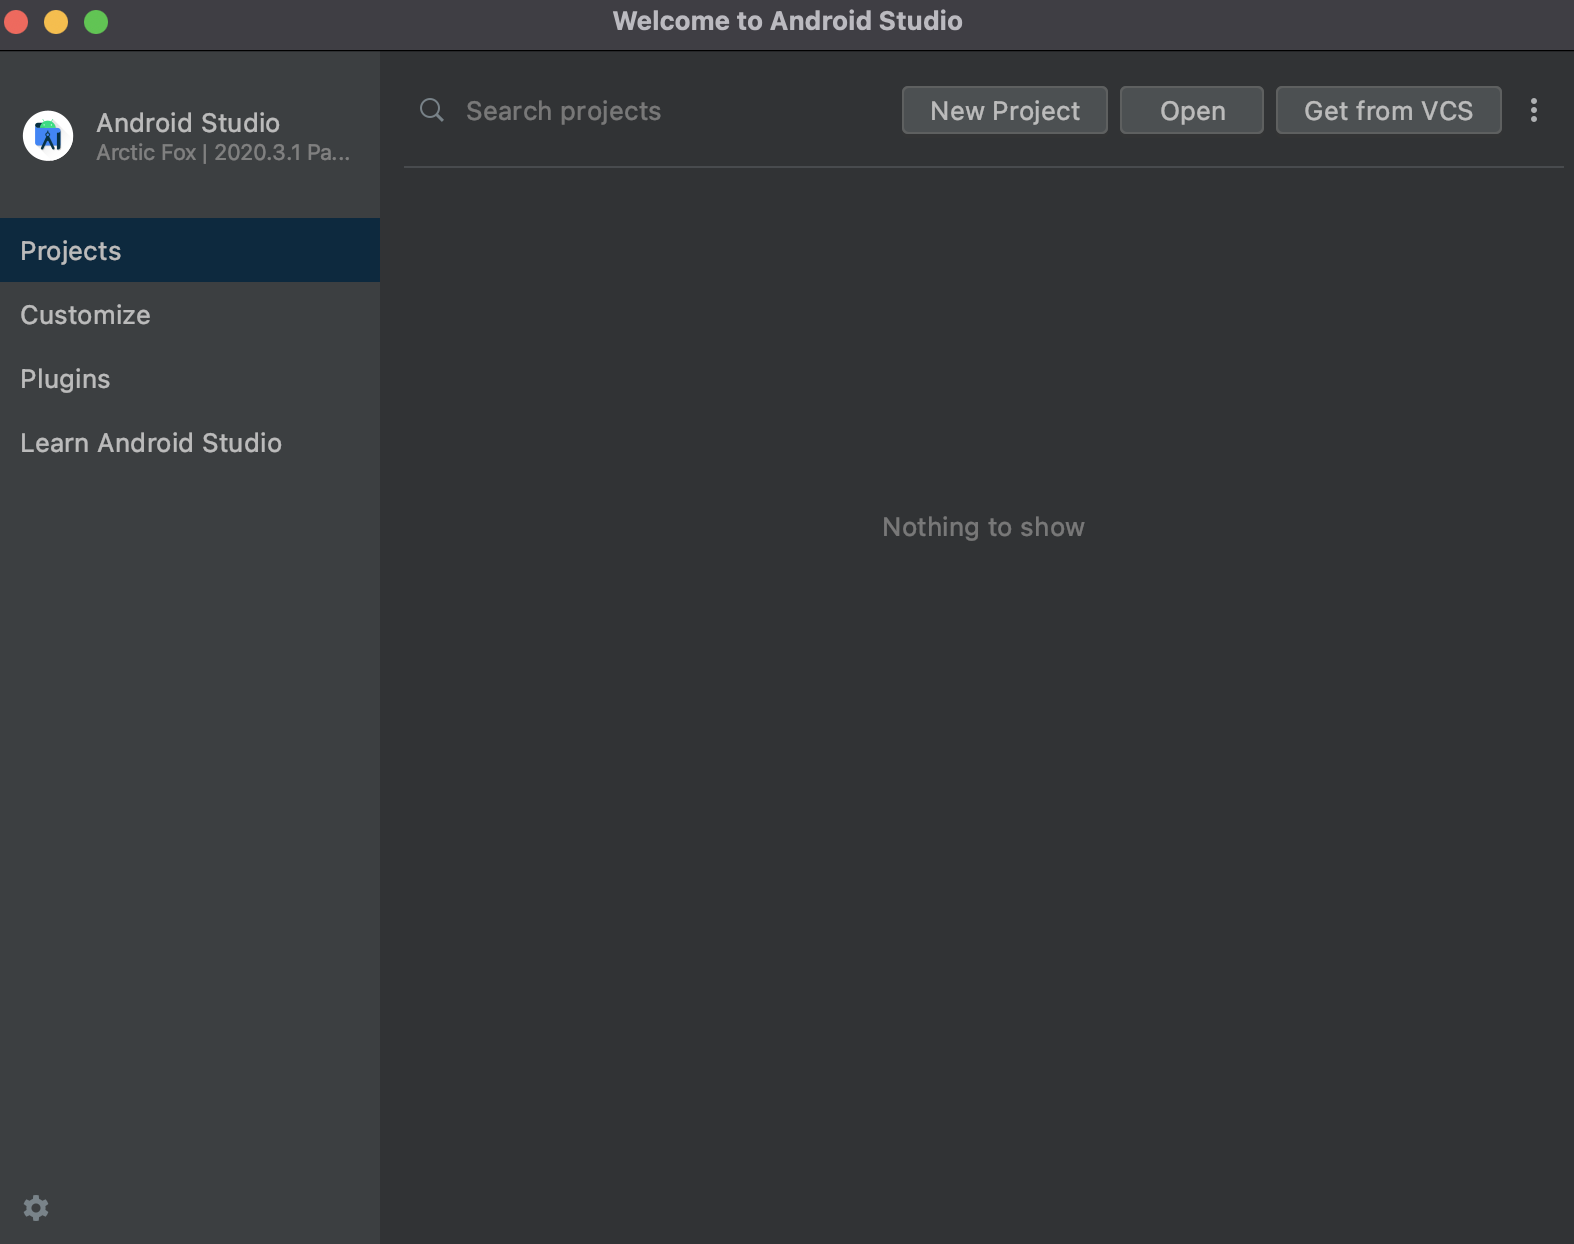 Welcome to Android Studio
Android Studio
Arctic Fox | 2020.3.1 Pa...
Search projects
New Project
Open
Get from VCS
Projects
Customize
Plugins
Learn Android Studio
Nothing to show